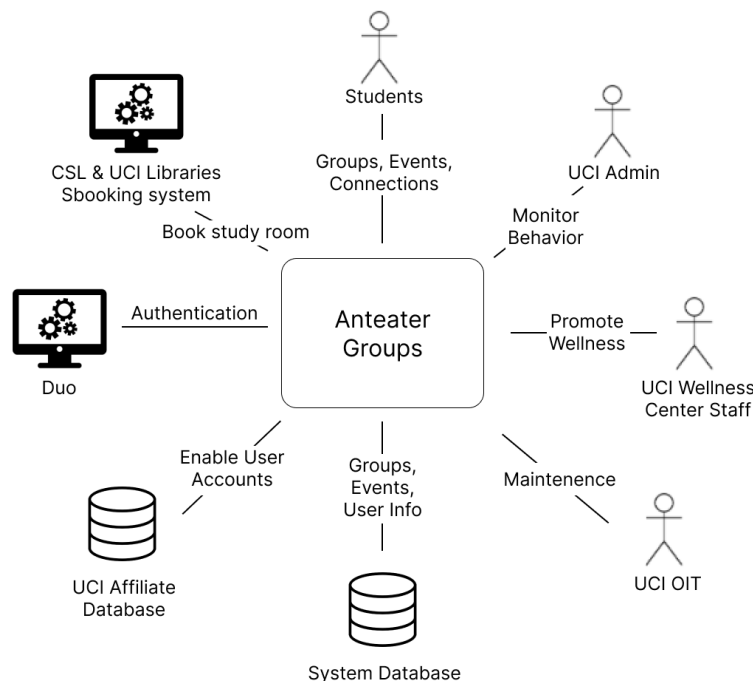 Students
CSL & UCI Libraries
Sbooking system
UCI Admin
Groups, Events,
Connections
Book study room
Monitor
Behavior
Authentication
Anteater
Groups
Promote
Wellness
Duo
UCI Wellness
Center Staff
Enable User
Accounts
Groups,
Events,
User Info
Maintenence
UCI Affiliate
Database
UCI OIT
System Database